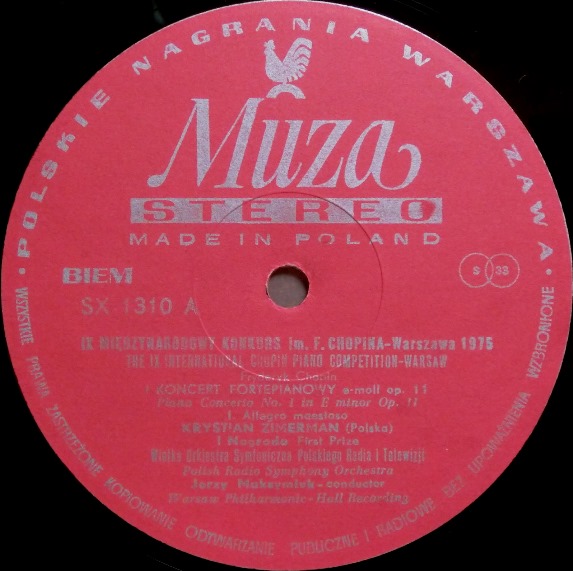 • POLSKIE NAGRANIA WARSZAWA •
Muza
STEREO
MADE IN POLAND
BIEM
S 33
SX 1310 A
IX MIĘDZYNARODOWY KONKURS im. F. CHOPINA-Warszawa 1975
THE IX INTERNATIONAL CHOPIN PIANO COMPETITION-WARSAW
Fryderyk Chopin
I KONCERT FORTEPIANOWY e-moll op. 11
Piano Concerto No. 1 in E minor Op. 11
I. Allegro maestoso
KRYSTIAN ZIMERMAN (Polska)
I Nagroda First Prize
Wielka Orkiestra Symfoniczna Polskiego Radia i Telewizji
Polish Radio Symphony Orchestra
Jerzy Maksymiuk - conductor
Warsaw Philharmonic - Hall Recording
WSZYSTKIE PRAWA ZASTRZEŻONE KOPIOWANIE ODTWARZANIE PUBLICZNE I RADIOWE BEZ UPOWAŻNIENIA WZBRONIONE